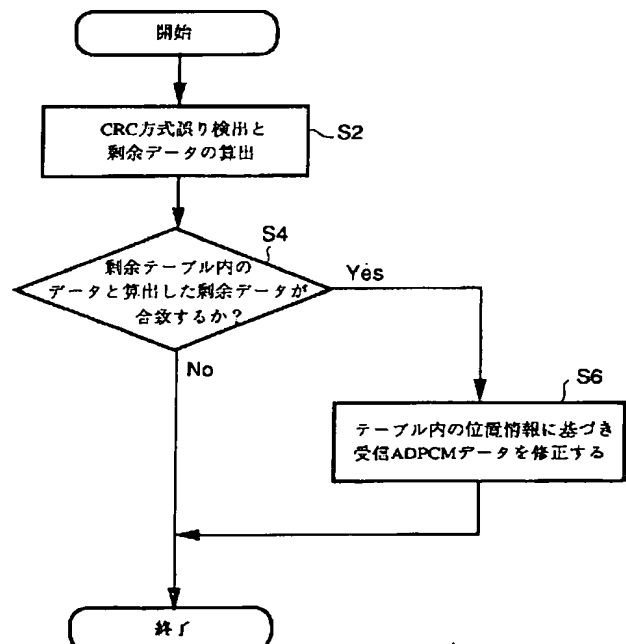 開始
CRC方式誤り検出と
剰余データの算出
S2
S4
剰余テーブル内の
データと算出した剰余データが
合致するか?
Yes
No
S6
テーブル内の位置情報に基づき
受信ADPCMデータを修正する
終了